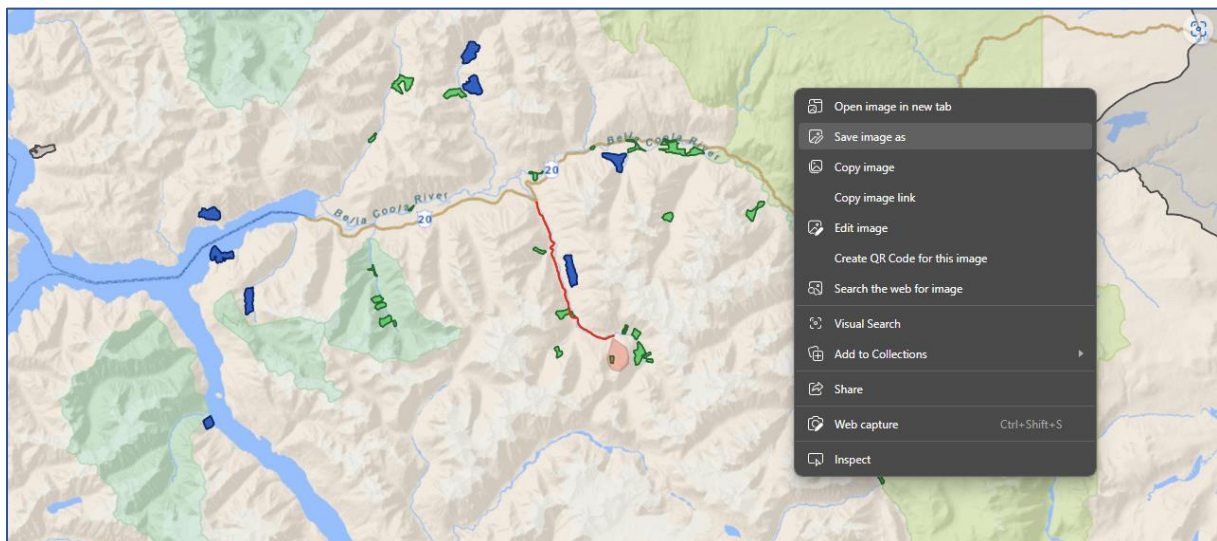 Bella Coola River
20
Bella Coola River
20
Open image in new tab
Save image as
Copy image
Copy image link
Edit image
Create QR Code for this image
Search the web for image
Visual Search
Add to Collections
Share
Web capture Ctrl+Shift+S
Inspect